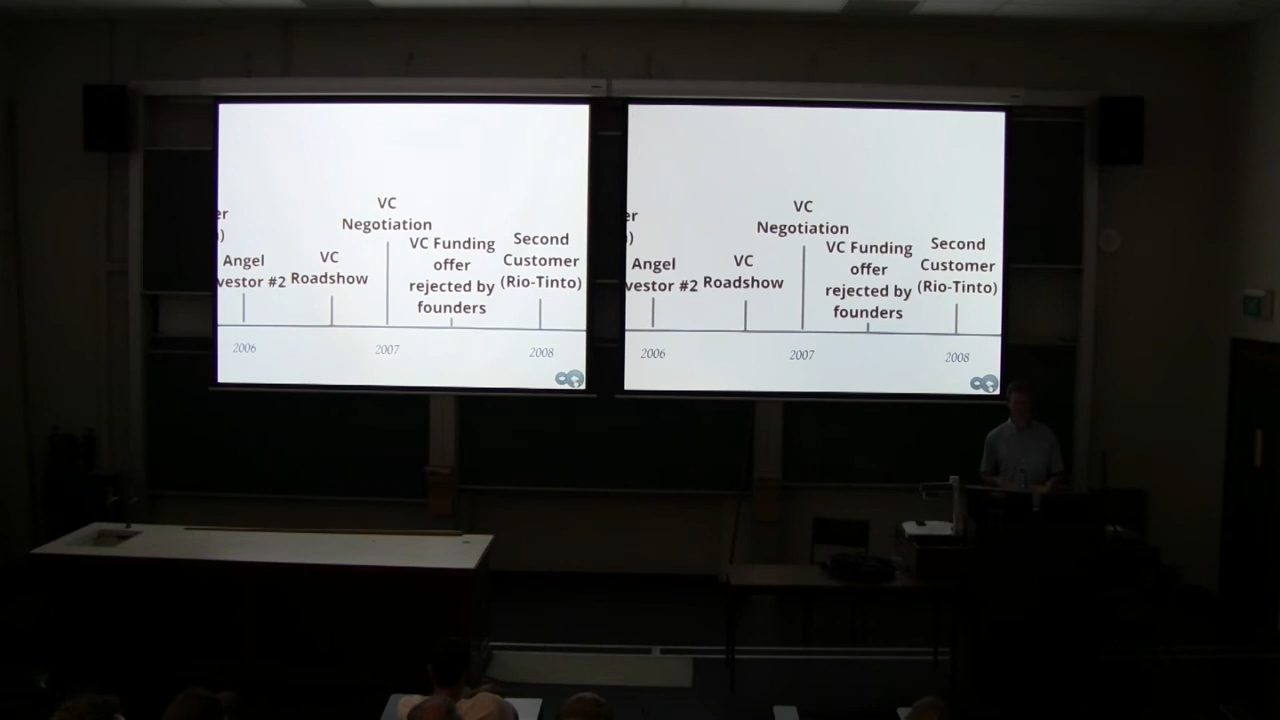 er
)
Angel
vestor #2
VC
Roadshow
VC
Negotiation
VC Funding
offer
rejected by
founders
Second
Customer
(Rio-Tinto)
2006
2007
2008
er
)
Angel
vestor #2
VC
Roadshow
VC
Negotiation
VC Funding
offer
rejected by
founders
Second
Customer
(Rio-Tinto)
2006
2007
2008